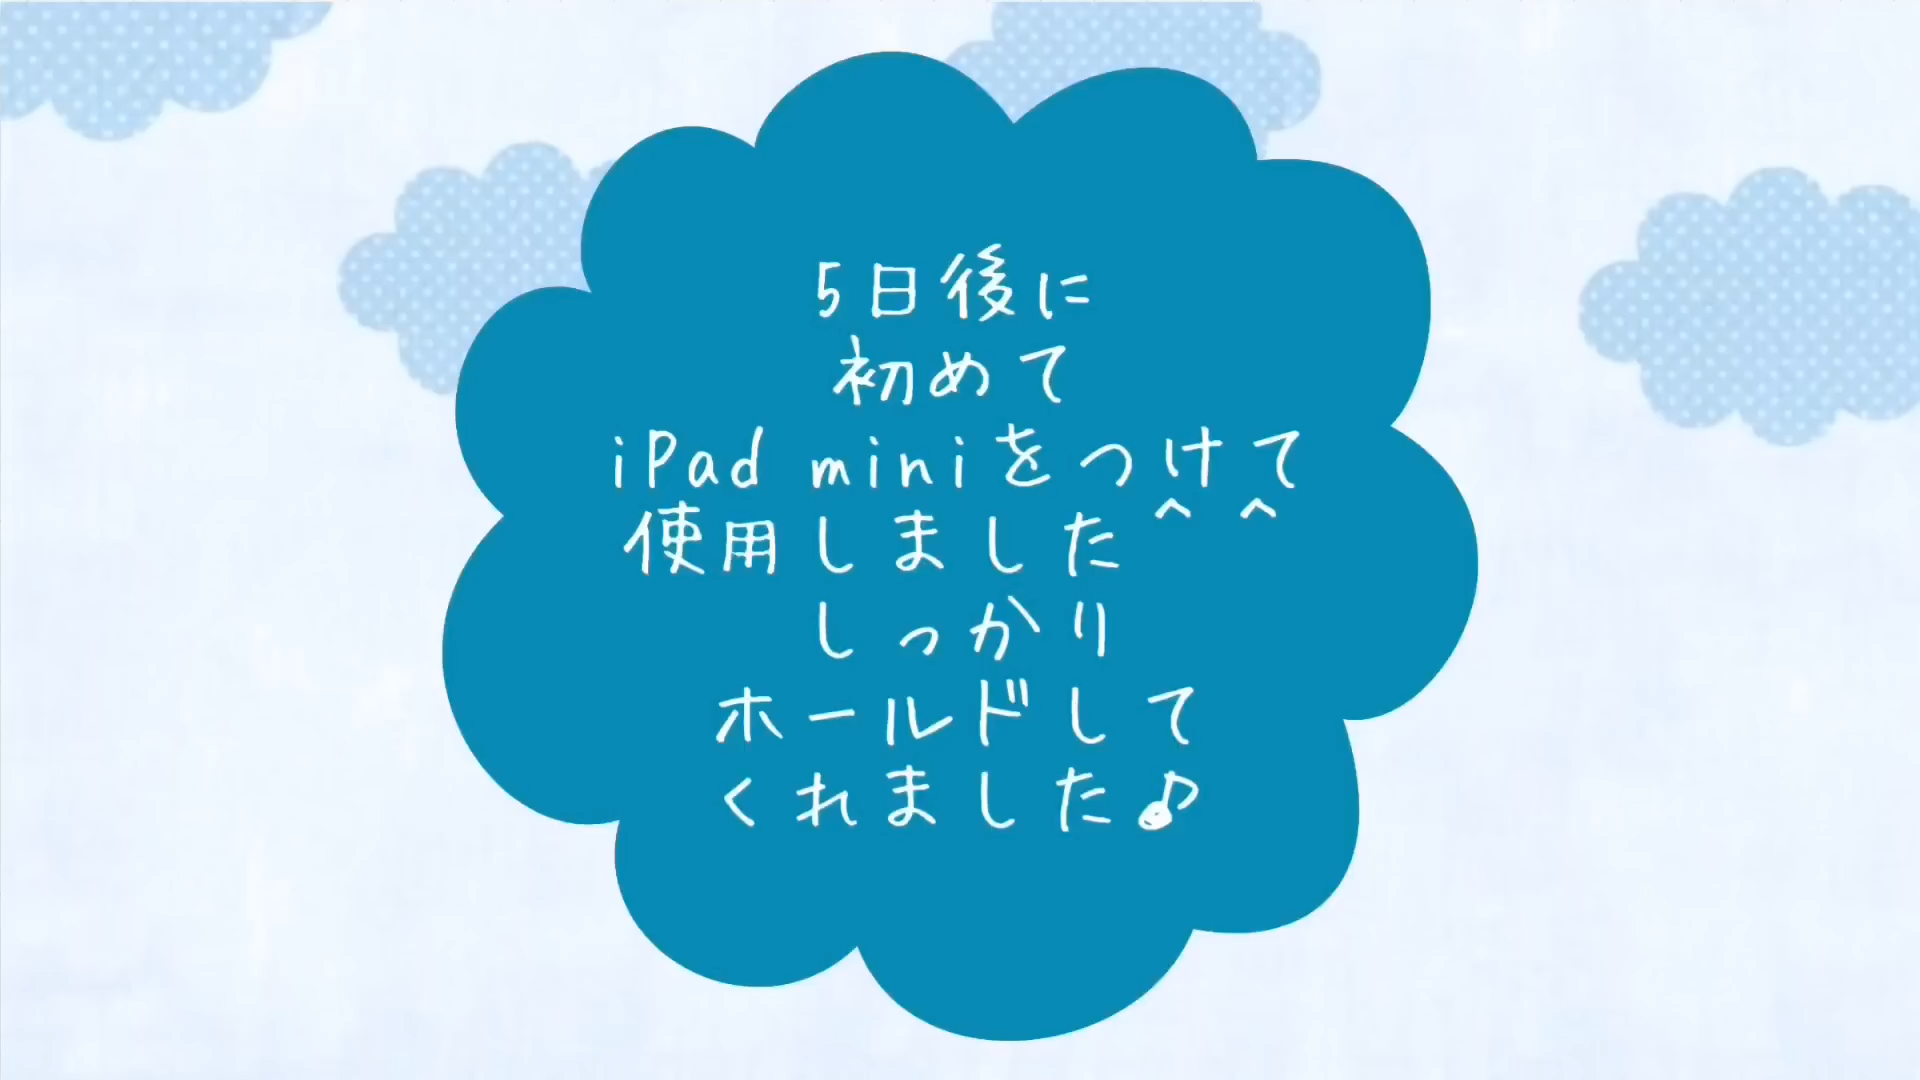 5日後に
初めて
iPad miniをつけて
使用しました^ ^
しっかり
ホールドして
くれました♪